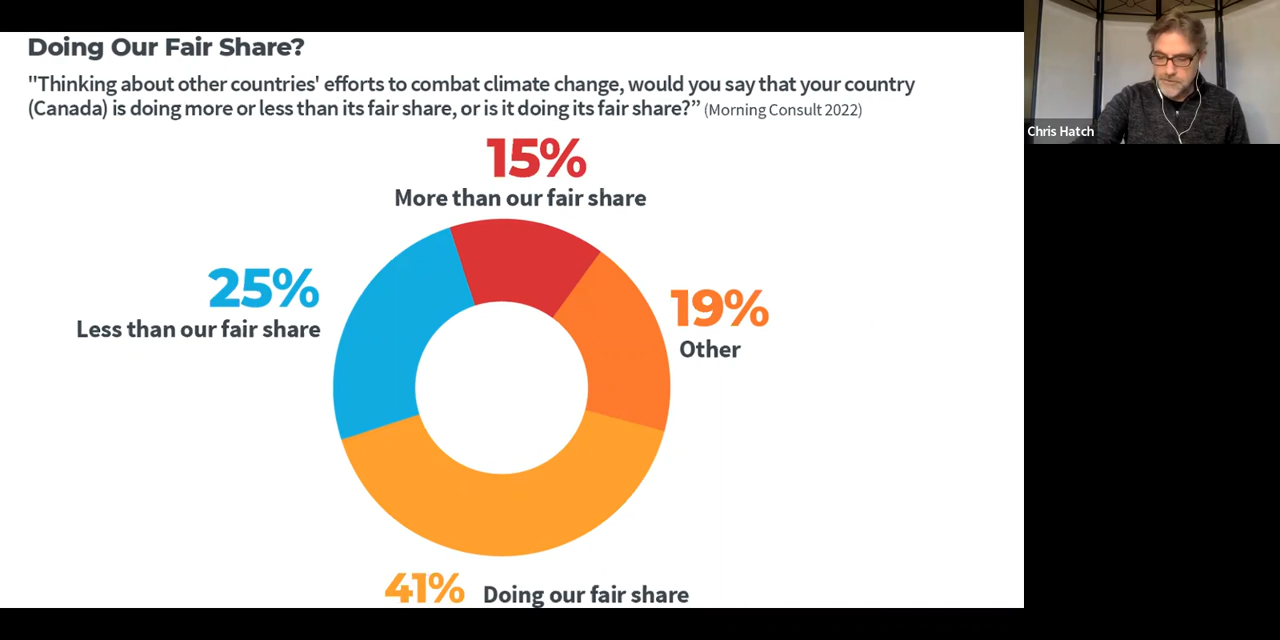 Doing Our Fair Share?
"Thinking about other countries' efforts to combat climate change, would you say that your country
(Canada) is doing more or less than its fair share, or is it doing its fair share?” (Morning Consult 2022)
15%
More than our fair share
25%
Less than our fair share
19%
Other
41% Doing our fair share
Chris Hatch